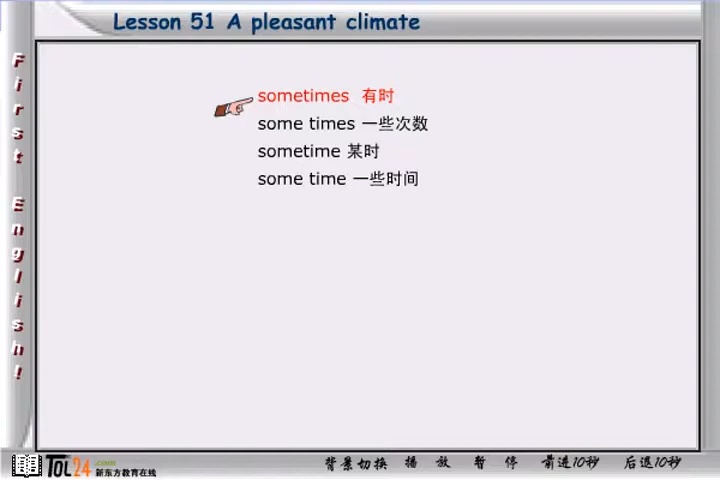 Lesson 51 A pleasant climate
First English!
sometimes 有时
some times 一些次数
sometime 某时
some time 一些时间
TOL24.com
新东方教育在线
背景切换 播放 暂停 前进10秒 后退10秒